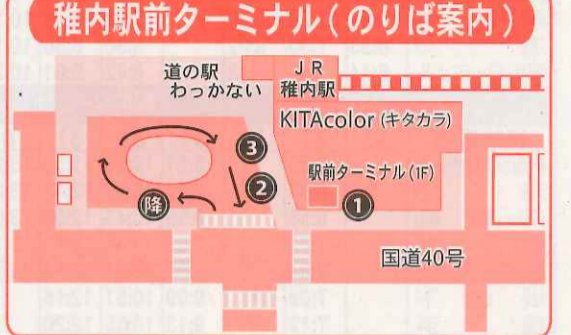 稚内駅前ターミナル(のりば案内)
道の駅
わっかない
JR
稚内駅
KITAcolor (キタカラ)
③
駅前ターミナル(1F)
②
①
降
国道40号